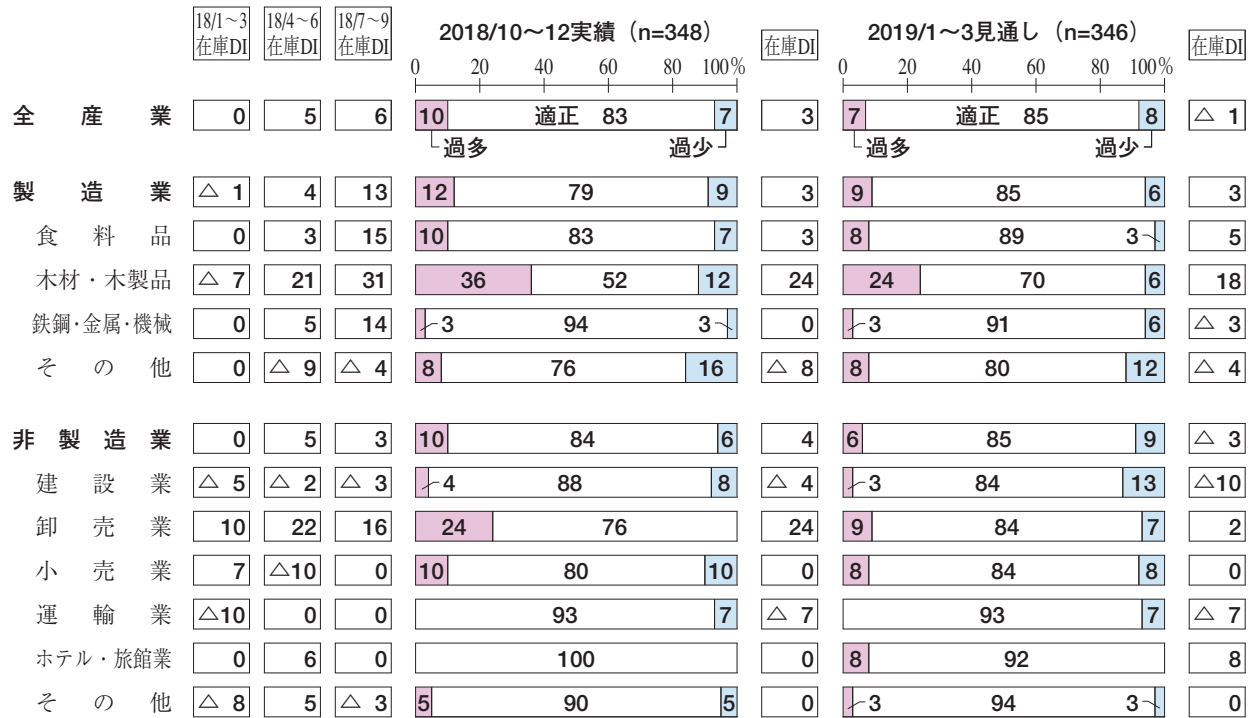 18/1～3 在庫DI 18/4～6 在庫DI 18/7～9 在庫DI 2018/10～12実績（n=348） 在庫DI 2019/1～3見通し（n=346） 在庫DI
0 20 40 60 80 100% 0 20 40 60 80 100%
全産業 0 5 6 10 適正 83 7 3 7 適正 85 8 △ 1
過多 過少 過多 過少
製造業 △ 1 4 13 12 79 9 3 9 85 6 3
食料品 0 3 15 10 83 7 3 8 89 3 5
木材・木製品 △ 7 21 31 36 52 12 24 24 70 6 18
鉄鋼・金属・機械 0 5 14 3 94 3 0 3 91 6 △ 3
その他 0 △ 9 △ 4 8 76 16 △ 8 8 80 12 △ 4
非製造業 0 5 3 10 84 6 4 6 85 9 △ 3
建設業 △ 5 △ 2 △ 3 4 88 8 △ 4 3 84 13 △10
卸売業 10 22 16 24 76 24 9 84 7 2
小売業 7 △10 0 10 80 10 0 8 84 8 0
運輸業 △10 0 0 93 7 △ 7 93 7 △ 7
ホテル・旅館業 0 6 0 100 0 8 92 8
その他 △ 8 5 △ 3 5 90 5 0 3 94 3 0